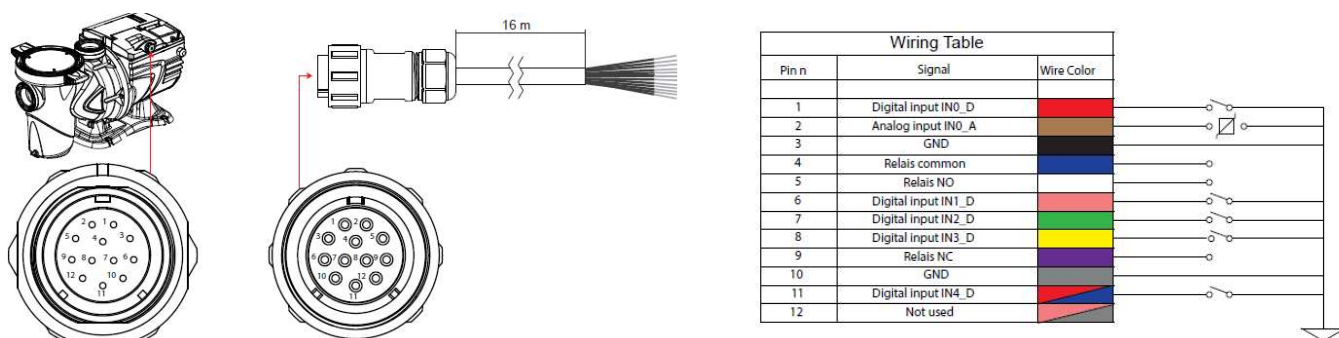 16 m
2 1
5 4 3
9 8 7 6
12 11 10
1 2
3 4 5
6 7 8 9
10 12
11
Wiring Table
Pin n Signal Wire Color
1 Digital input IN0_D
2 Analog input IN0_A
3 GND
4 Relais common
5 Relais NO
6 Digital input IN1_D
7 Digital input IN2_D
8 Digital input IN3_D
9 Relais NC
10 GND
11 Digital input IN4_D
12 Not used